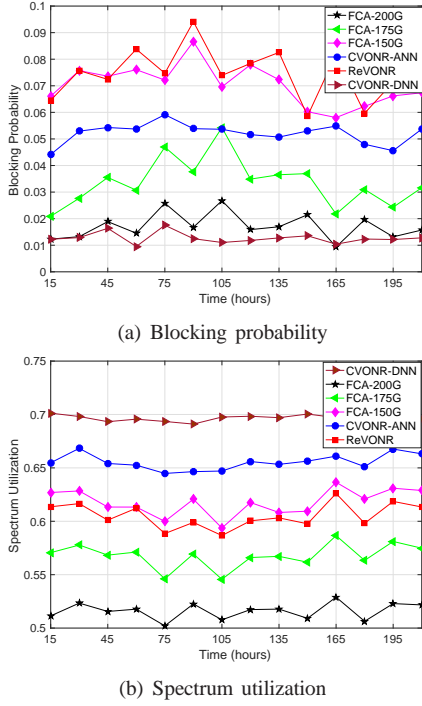 0.1
0.09
0.08
0.07
0.06
0.05
0.04
0.03
0.02
0.01
0
Blocking Probability
FCA-200G
FCA-175G
FCA-150G
CVONR-ANN
ReVONR
CVONR-DNN
15 45 75 105 135 165 195
Time (hours)
(a) Blocking probability
0.75
0.7
0.65
0.6
0.55
0.5
Spectrum Utilization
CVONR-DNN
FCA-200G
FCA-175G
FCA-150G
CVONR-ANN
ReVONR
15 45 75 105 135 165 195
Time (hours)
(b) Spectrum utilization